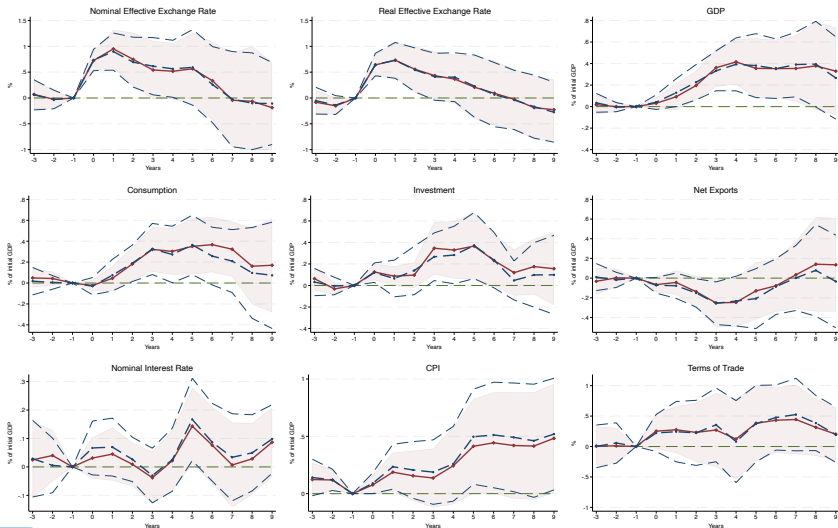 Nominal Effective Exchange Rate
Real Effective Exchange Rate
GDP
1.5
1
.5
0
-.5
-1
%
-3 -2 -1 0 1 2 3 4 5 6 7 8 9
Years
1.5
1
.5
0
-.5
-1
%
-3 -2 -1 0 1 2 3 4 5 6 7 8 9
Years
.8
.6
.4
.2
0
-.2
-.4
% of initial GDP
-3 -2 -1 0 1 2 3 4 5 6 7 8 9
Years
Consumption
Investment
Net Exports
.8
.6
.4
.2
0
-.2
-.4
% of initial GDP
-3 -2 -1 0 1 2 3 4 5 6 7 8 9
Years
.8
.6
.4
.2
0
-.2
-.4
% of initial GDP
-3 -2 -1 0 1 2 3 4 5 6 7 8 9
Years
.8
.6
.4
.2
0
-.2
-.4
% of initial GDP
-3 -2 -1 0 1 2 3 4 5 6 7 8 9
Years
Nominal Interest Rate
CPI
Terms of Trade
.3
.2
.1
0
-.1
% of initial GDP
-3 -2 -1 0 1 2 3 4 5 6 7 8 9
Years
1
.5
0
% of initial GDP
-3 -2 -1 0 1 2 3 4 5 6 7 8 9
Years
1
.5
0
-.5
-1
%
-3 -2 -1 0 1 2 3 4 5 6 7 8 9
Years